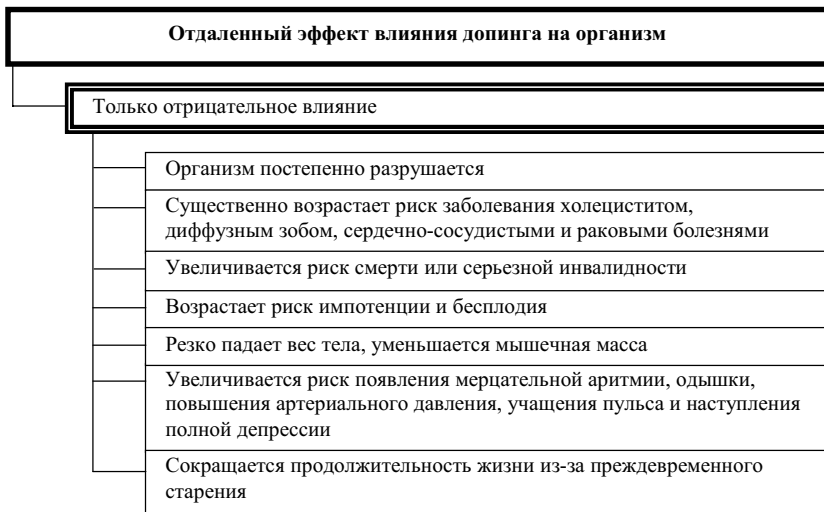 Отдаленный эффект влияния допинга на организм
Только отрицательное влияние
Организм постепенно разрушается
Существенно возрастает риск заболевания холециститом,
диффузным зобом, сердечно-сосудистыми и раковыми болезнями
Увеличивается риск смерти или серьезной инвалидности
Возрастает риск импотенции и бесплодия
Резко падает вес тела, уменьшается мышечная масса
Увеличивается риск появления мерцательной аритмии, одышки,
повышения артериального давления, учащения пульса и наступления
полной депрессии
Сокращается продолжительность жизни из-за преждевременного
старения